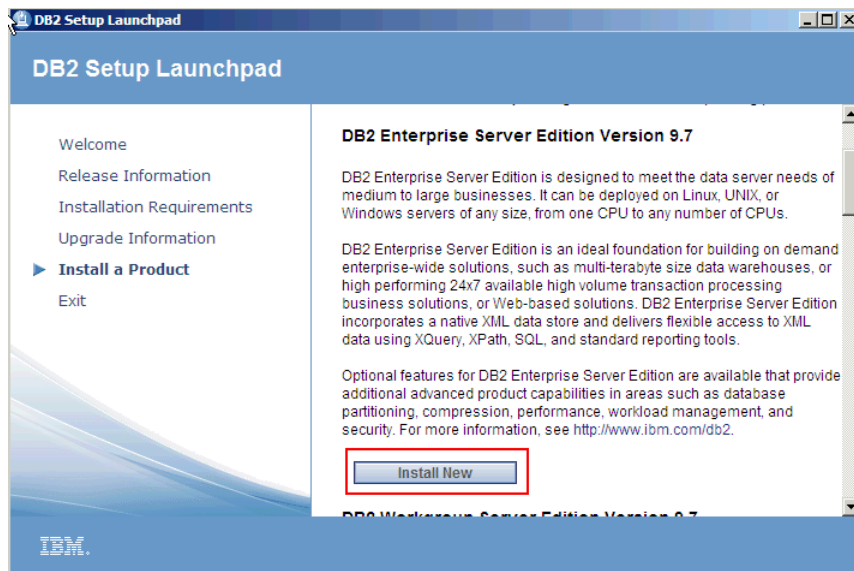 DB2 Setup Launchpad
DB2 Setup Launchpad
Welcome
Release Information
Installation Requirements
Upgrade Information
Install a Product
Exit
DB2 Enterprise Server Edition Version 9.7
DB2 Enterprise Server Edition is designed to meet the data server needs of
medium to large businesses. It can be deployed on Linux, UNIX, or
Windows servers of any size, from one CPU to any number of CPUs.
DB2 Enterprise Server Edition is an ideal foundation for building on demand
enterprise-wide solutions, such as multi-terabyte size data warehouses, or
high performing 24x7 available high volume transaction processing
business solutions, or Web-based solutions. DB2 Enterprise Server Edition
incorporates a native XML data store and delivers flexible access to XML
data using XQuery, XPath, SQL, and standard reporting tools.
Optional features for DB2 Enterprise Server Edition are available that provide
additional advanced product capabilities in areas such as database
partitioning, compression, performance, workload management, and
security. For more information, see http://www.ibm.com/db2.
Install New
DB2 Workgroup Server Edition Version 9.7
IBM.